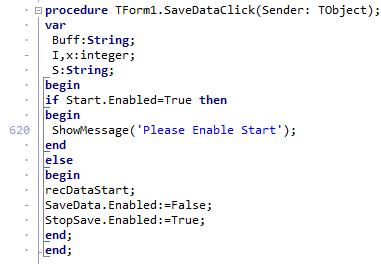 procedure TForm1.SaveDataClick(Sender: TObject);
var
Buff:String;
I,x:integer;
S:String;
begin
if Start.Enabled=True then
begin
620 ShowMessage('Please Enable Start');
end
else
begin
recDataStart;
SaveData.Enabled:=False;
StopSave.Enabled:=True;
end;
end;